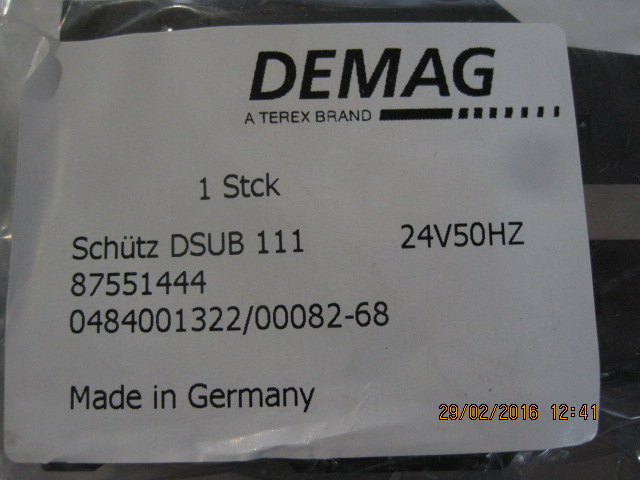 DEMAG
A TEREX BRAND
1 Stck
Schütz DSUB 111 24V50HZ
87551444
0484001322/00082-68
Made in Germany
29/02/2016 12:41